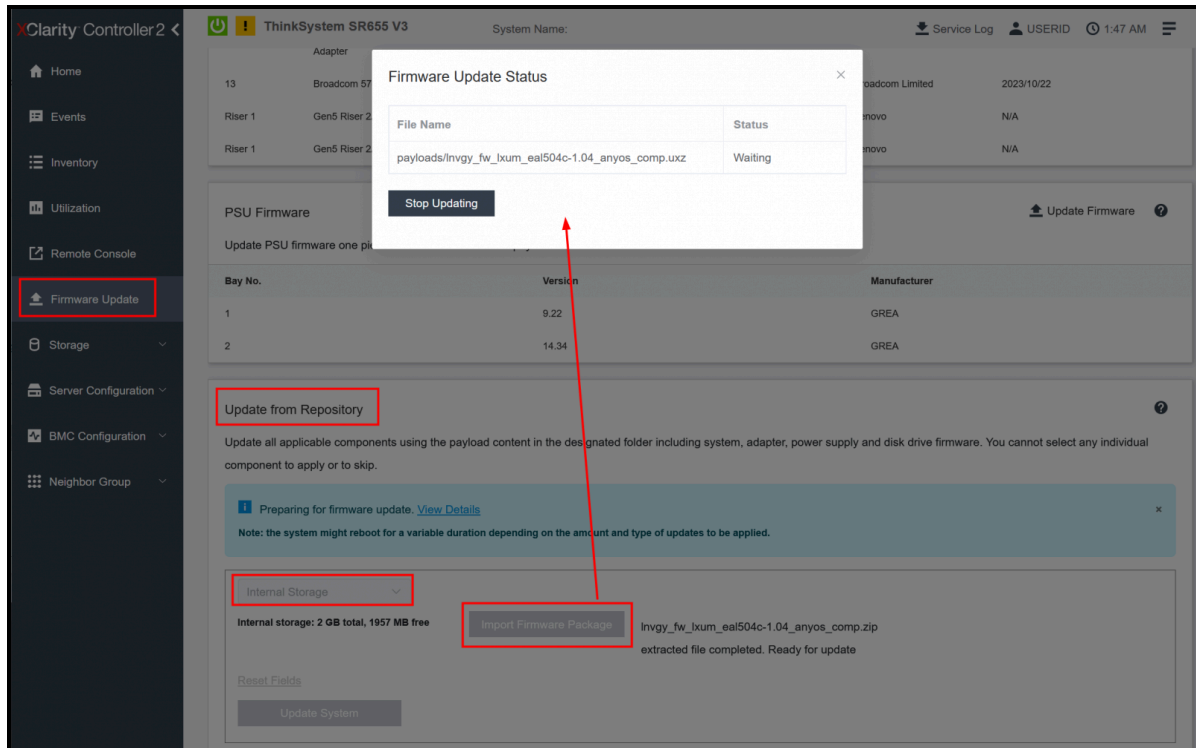 XClarity Controller 2
ThinkSystem SR655 V3 System Name: Service Log USERID 1:47 AM
Home
Events
Inventory
Utilization
Remote Console
Firmware Update
Storage
Server Configuration
BMC Configuration
Neighbor Group
Adapter
13 Broadcom 57 roadcom Limited 2023/10/22
Riser 1 Gen5 Riser 2 enovo N/A
Riser 1 Gen5 Riser 2 enovo N/A
Firmware Update Status
File Name Status
payloads/lnvgy_fw_lxum_eal504c-1.04_anyos_comp.uxz Waiting
Stop Updating
PSU Firmware Update Firmware
Update PSU firmware one pi
Bay No. Version Manufacturer
1 9.22 GREA
2 14.34 GREA
Update from Repository
Update all applicable components using the payload content in the designated folder including system, adapter, power supply and disk drive firmware. You cannot select any individual
component to apply or to skip.
Preparing for firmware update. View Details
Note: the system might reboot for a variable duration depending on the amount and type of updates to be applied.
Internal Storage
Internal storage: 2 GB total, 1957 MB free
Import Firmware Package
lnvgy_fw_lxum_eal504c-1.04_anyos_comp.zip
extracted file completed. Ready for update
Reset Fields
Update System